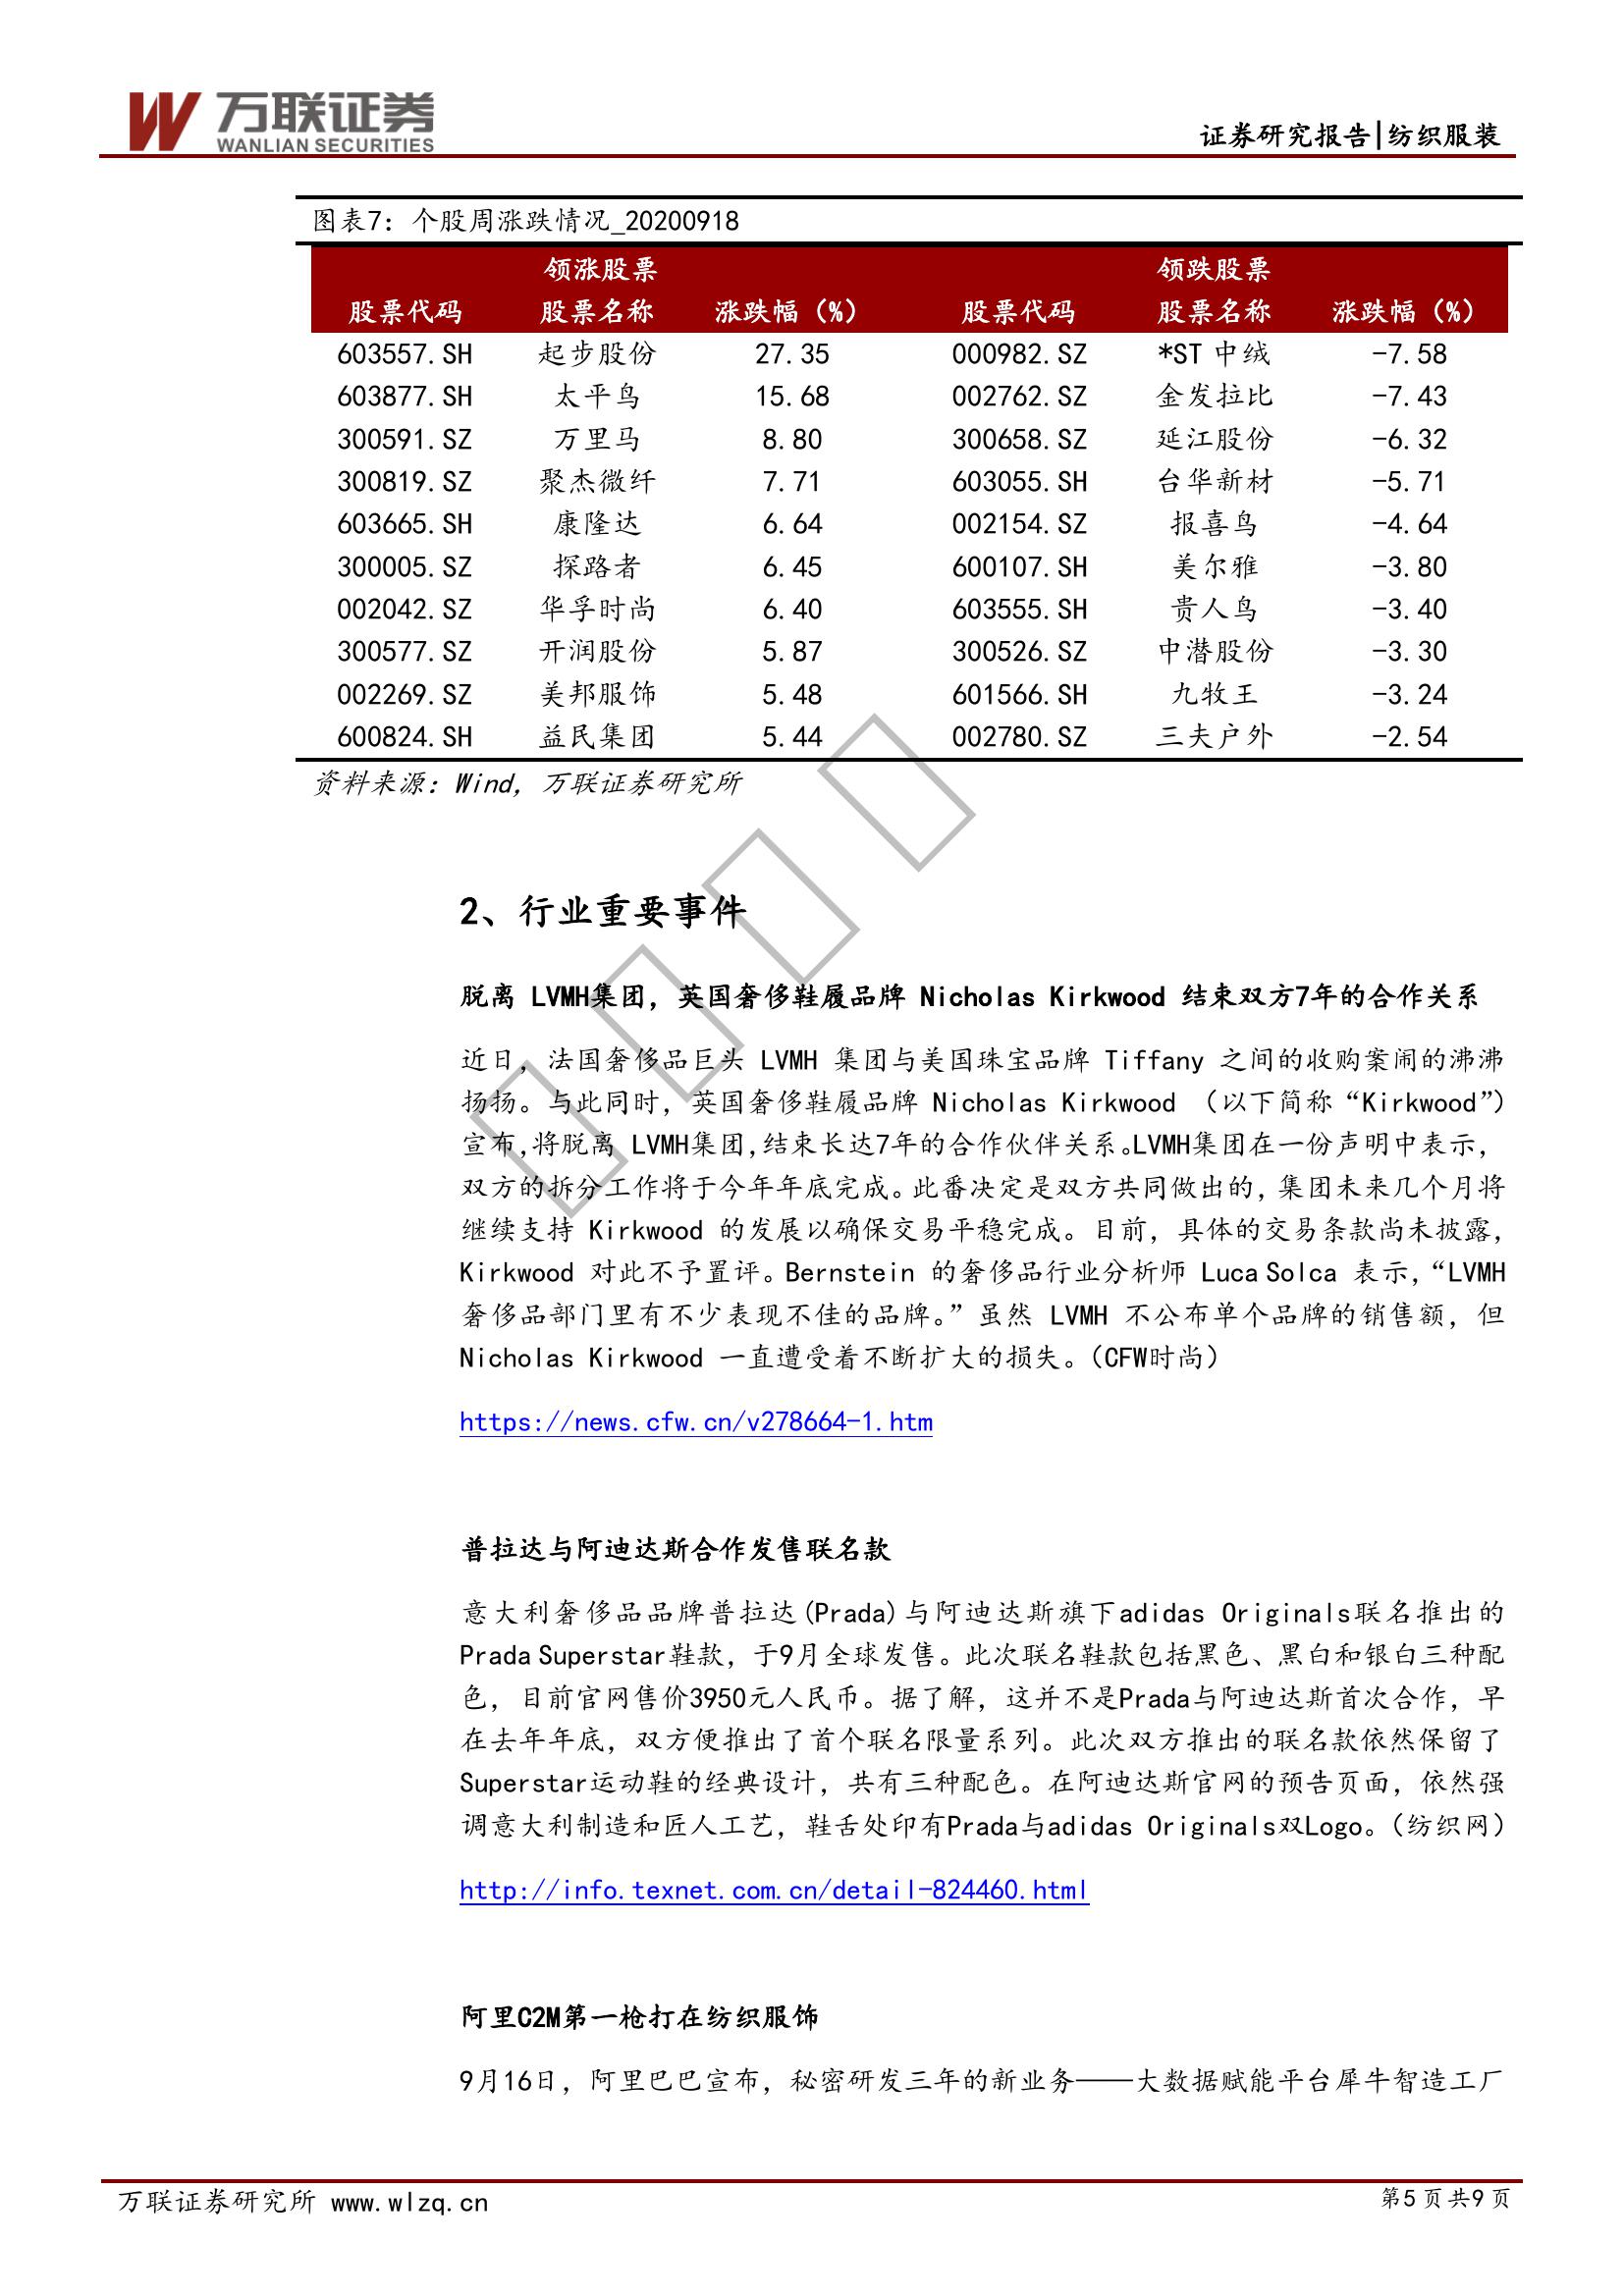 万联证券
WANLIAN SECURITIES
证券研究报告|纺织服装
图表7：个股周涨跌情况_20200918
领涨股票 领跌股票
股票代码 股票名称 涨跌幅（%） 股票代码 股票名称 涨跌幅（%）
603557.SH 起步股份 27.35 000982.SZ *ST 中绒 -7.58
603877.SH 太平鸟 15.68 002762.SZ 金发拉比 -7.43
300591.SZ 万里马 8.80 300658.SZ 延江股份 -6.32
300819.SZ 聚杰微纤 7.71 603055.SH 台华新材 -5.71
603665.SH 康隆达 6.64 002154.SZ 报喜鸟 -4.64
300005.SZ 探路者 6.45 600107.SH 美尔雅 -3.80
002042.SZ 华孚时尚 6.40 603555.SH 贵人鸟 -3.40
300577.SZ 开润股份 5.87 300526.SZ 中潜股份 -3.30
002269.SZ 美邦服饰 5.48 601566.SH 九牧王 -3.24
600824.SH 益民集团 5.44 002780.SZ 三夫户外 -2.54
资料来源：Wind，万联证券研究所
2、行业重要事件
脱离 LVMH集团，英国奢侈鞋履品牌 Nicholas Kirkwood 结束双方7年的合作关系
近日，法国奢侈品巨头 LVMH 集团与美国珠宝品牌 Tiffany 之间的收购案闹的沸沸
扬扬。与此同时，英国奢侈鞋履品牌 Nicholas Kirkwood （以下简称“Kirkwood”）
宣布，将脱离 LVMH集团，结束长达7年的合作伙伴关系。LVMH集团在一份声明中表示，
双方的拆分工作将于今年年底完成。此番决定是双方共同做出的，集团未来几个月将
继续支持 Kirkwood 的发展以确保交易平稳完成。目前，具体的交易条款尚未披露，
Kirkwood 对此不予置评。Bernstein 的奢侈品行业分析师 Luca Solca 表示，“LVMH
奢侈品部门里有不少表现不佳的品牌。”虽然 LVMH 不公布单个品牌的销售额，但
Nicholas Kirkwood 一直遭受着不断扩大的损失。（CFW时尚）
https://news.cfw.cn/v278664-1.htm
普拉达与阿迪达斯合作发售联名款
意大利奢侈品品牌普拉达(Prada)与阿迪达斯旗下adidas Originals联名推出的
Prada Superstar鞋款，于9月全球发售。此次联名鞋款包括黑色、黑白和银白三种配
色，目前官网售价3950元人民币。据了解，这并不是Prada与阿迪达斯首次合作，早
在去年年底，双方便推出了首个联名限量系列。此次双方推出的联名款依然保留了
Superstar运动鞋的经典设计，共有三种配色。在阿迪达斯官网的预告页面，依然强
调意大利制造和匠人工艺，鞋舌处印有Prada与adidas Originals双Logo。（纺织网）
http://info.texnet.com.cn/detail-824460.html
阿里C2M第一枪打在纺织服饰
9月16日，阿里巴巴宣布，秘密研发三年的新业务——大数据赋能平台犀牛智造工厂
万联证券研究所 www.wlzq.cn
第5页共9页